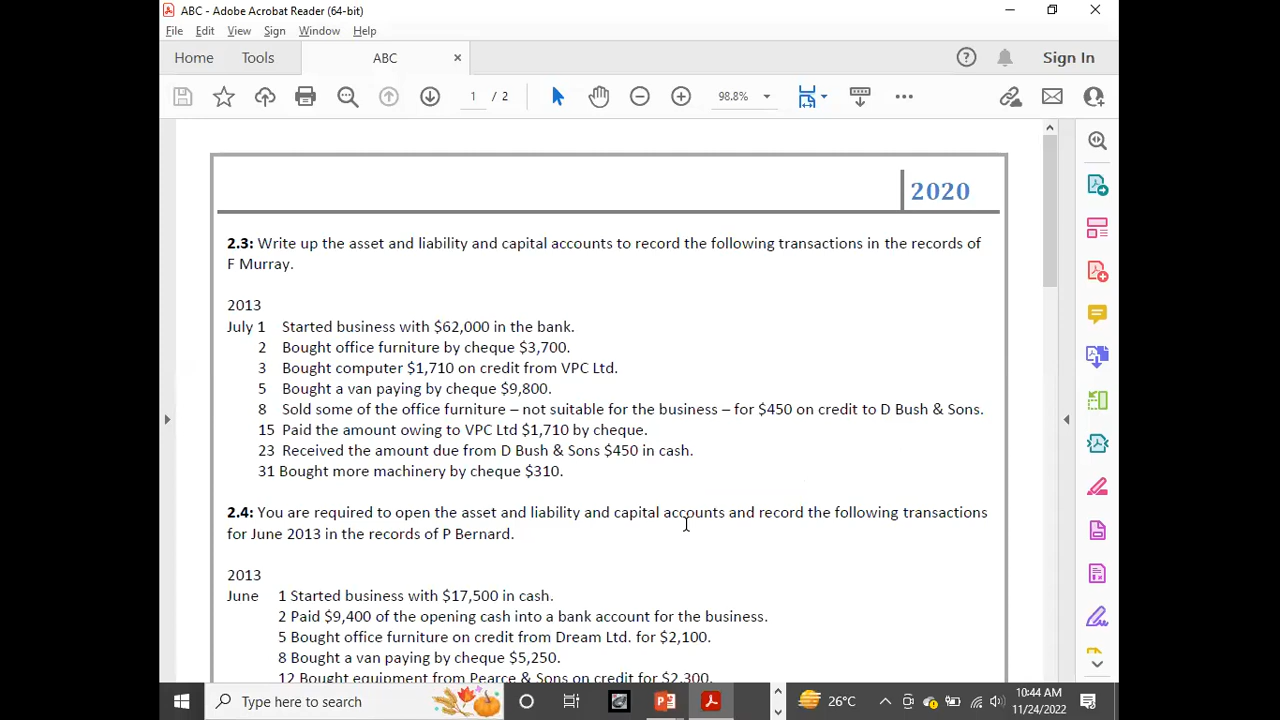 ABC - Adobe Acrobat Reader (64-bit)
File Edit View Sign Window Help
Home Tools ABC Sign In
1 / 2 98.8%
2020
2.3: Write up the asset and liability and capital accounts to record the following transactions in the records of
F Murray.
2013
July 1 Started business with $62,000 in the bank.
2 Bought office furniture by cheque $3,700.
3 Bought computer $1,710 on credit from VPC Ltd.
5 Bought a van paying by cheque $9,800.
8 Sold some of the office furniture – not suitable for the business – for $450 on credit to D Bush & Sons.
15 Paid the amount owing to VPC Ltd $1,710 by cheque.
23 Received the amount due from D Bush & Sons $450 in cash.
31 Bought more machinery by cheque $310.
2.4: You are required to open the asset and liability and capital accounts and record the following transactions
for June 2013 in the records of P Bernard.
2013
June 1 Started business with $17,500 in cash.
2 Paid $9,400 of the opening cash into a bank account for the business.
5 Bought office furniture on credit from Dream Ltd. for $2,100.
8 Bought a van paying by cheque $5,250.
12 Bought equipment from Pearce & Sons on credit for $2,300.
Type here to search
26°C
10:44 AM
11/24/2022